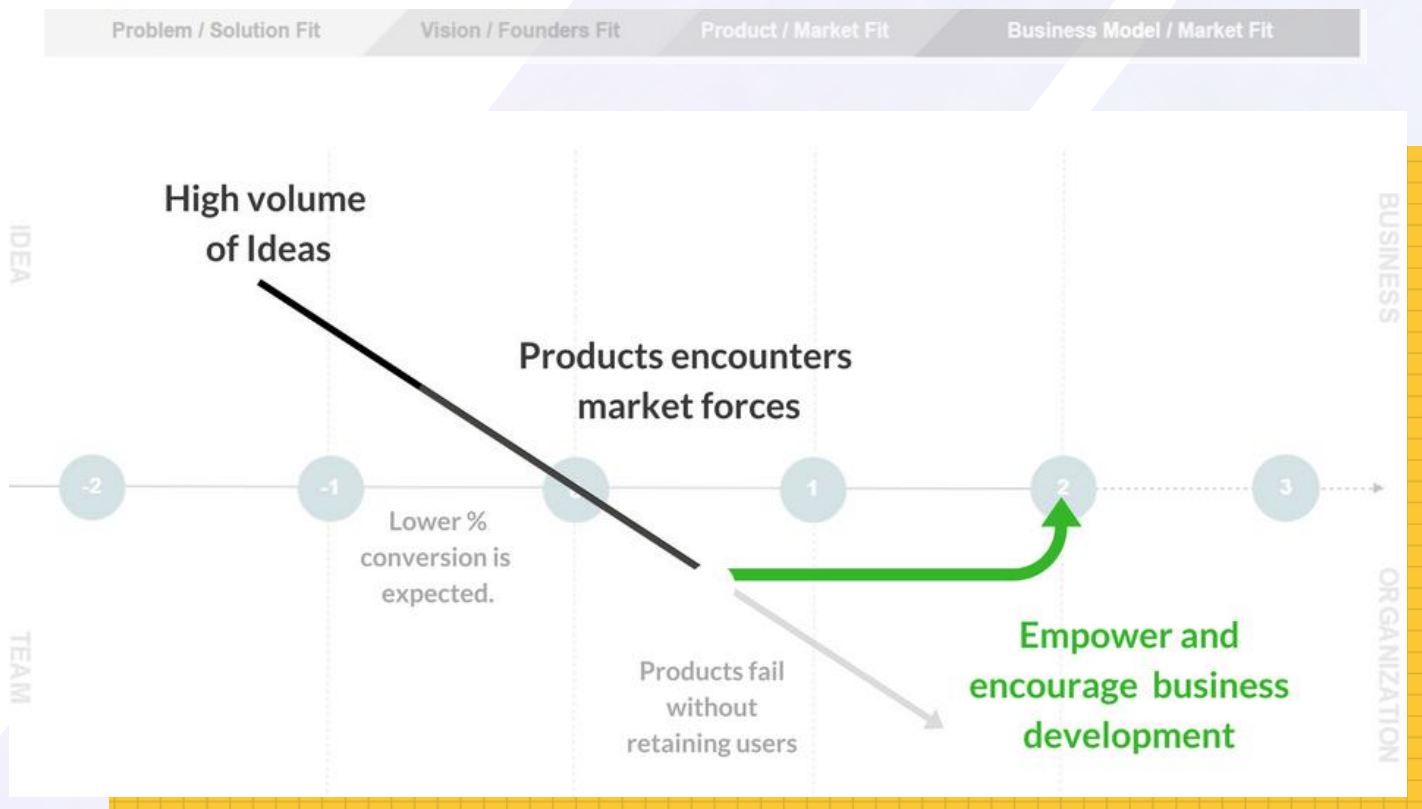 Problem / Solution Fit
Vision / Founders Fit
Product / Market Fit
Business Model / Market Fit
IDEA
BUSINESS
High volume
of Ideas
Products encounters
market forces
-2
-1
1
2
3
Lower %
conversion is
expected.
TEAM
ORGANIZATION
Products fail
without
retaining users
Empower and
encourage business
development